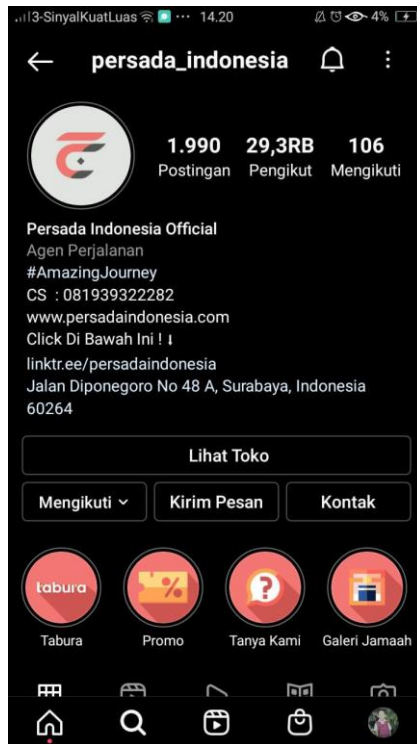 3-SinyalKuatLuas ··· 14.20 4%
persada_indonesia
1.990 29,3RB 106
Postingan Pengikut Mengikuti
Persada Indonesia Official
Agen Perjalanan
#AmazingJourney
CS : 081939322282
www.persadaindonesia.com
Click Di Bawah Ini ! ⬇
linktr.ee/persadaindonesia
Jalan Diponegoro No 48 A, Surabaya, Indonesia
60264
Lihat Toko
Mengikuti Kirim Pesan Kontak
tabura % ?
Tabura Promo Tanya Kami Galeri Jamaah